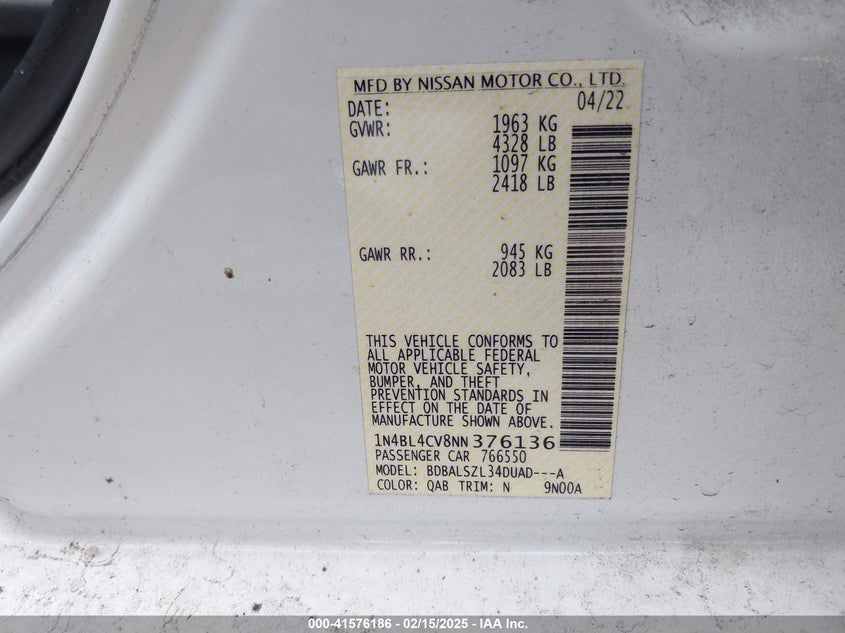 MFD BY NISSAN MOTOR CO., LTD.
DATE: 04/22
GVWR: 1963 KG
4328 LB
GAWR FR.: 1097 KG
2418 LB
GAWR RR.: 945 KG
2083 LB
THIS VEHICLE CONFORMS TO
ALL APPLICABLE FEDERAL
MOTOR VEHICLE SAFETY,
BUMPER, AND THEFT
PREVENTION STANDARDS IN
EFFECT ON THE DATE OF
MANUFACTURE SHOWN ABOVE.
1N4BL4CV8NN376136
PASSENGER CAR 766550
MODEL: BDBALSZL34DUAD---A
COLOR: QAB TRIM: N 9N00A
000-41576186 - 02/15/2025 - IAA Inc.